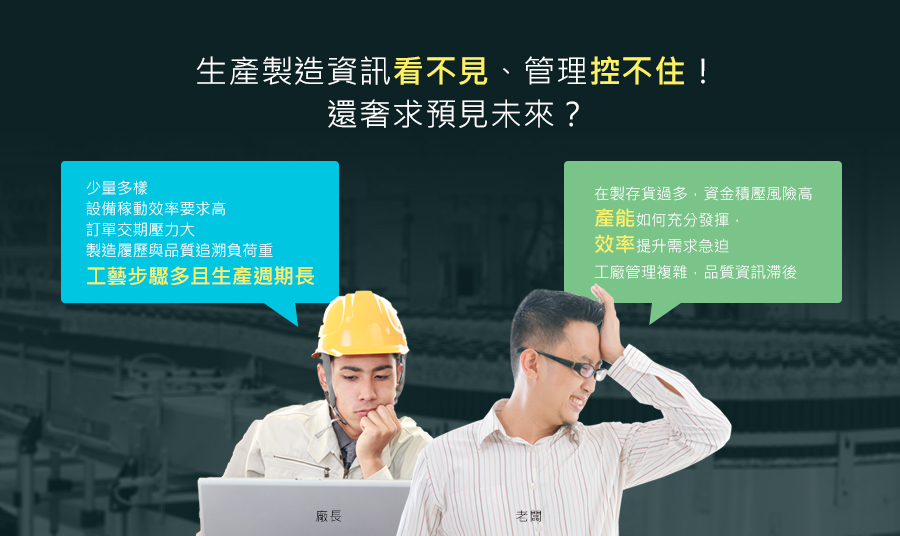 生產製造資訊看不見、管理控不住！
還奢求預見未來？
少量多樣
設備稼動效率要求高
訂單交期壓力大
製造履歷與品質追溯負荷重
工藝步驟多且生產週期長
在製存貨過多，資金積壓風險高
產能如何充分發揮，
效率提升需求急迫
工廠管理複雜，品質資訊滯後
廠長
老闆